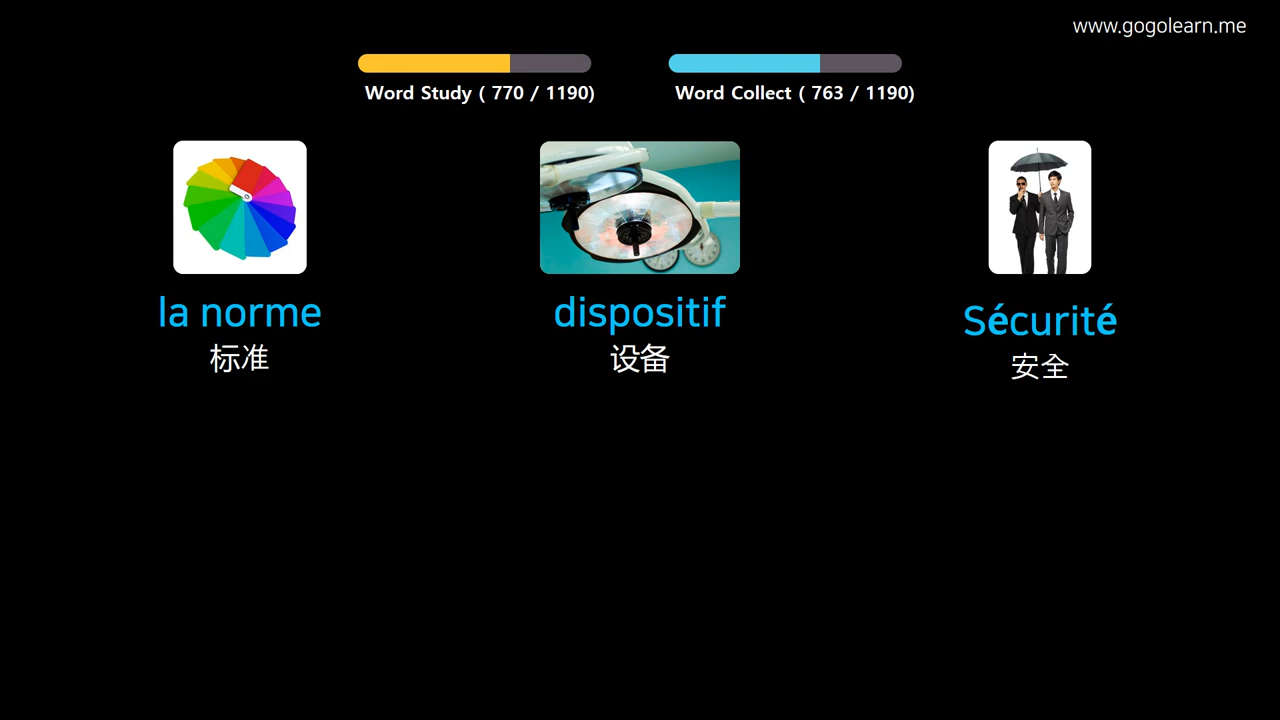 www.gogolearn.me
Word Study ( 770 / 1190)
Word Collect ( 763 / 1190)
la norme
dispositif
Sécurité
标准
设备
安全